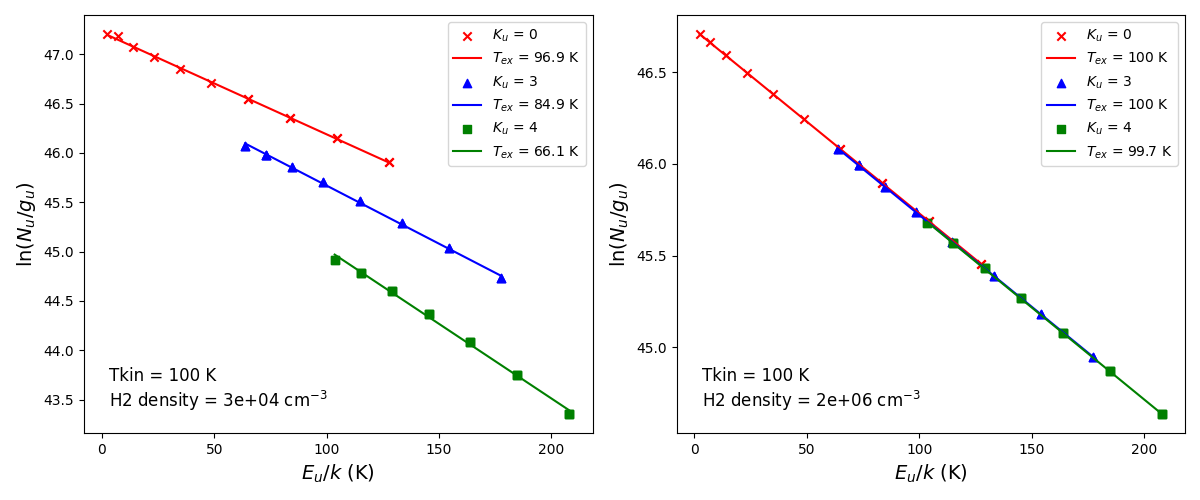 47.0
46.5
46.0
45.5
45.0
44.5
44.0
43.5
ln(N_u/g_u)
K_u = 0
T_ex = 96.9 K
K_u = 3
T_ex = 84.9 K
K_u = 4
T_ex = 66.1 K
Tkin = 100 K
H2 density = 3e+04 cm⁻³
0 50 100 150 200
E_u/k (K)
46.5
46.0
45.5
45.0
ln(N_u/g_u)
K_u = 0
T_ex = 100 K
K_u = 3
T_ex = 100 K
K_u = 4
T_ex = 99.7 K
Tkin = 100 K
H2 density = 2e+06 cm⁻³
0 50 100 150 200
E_u/k (K)